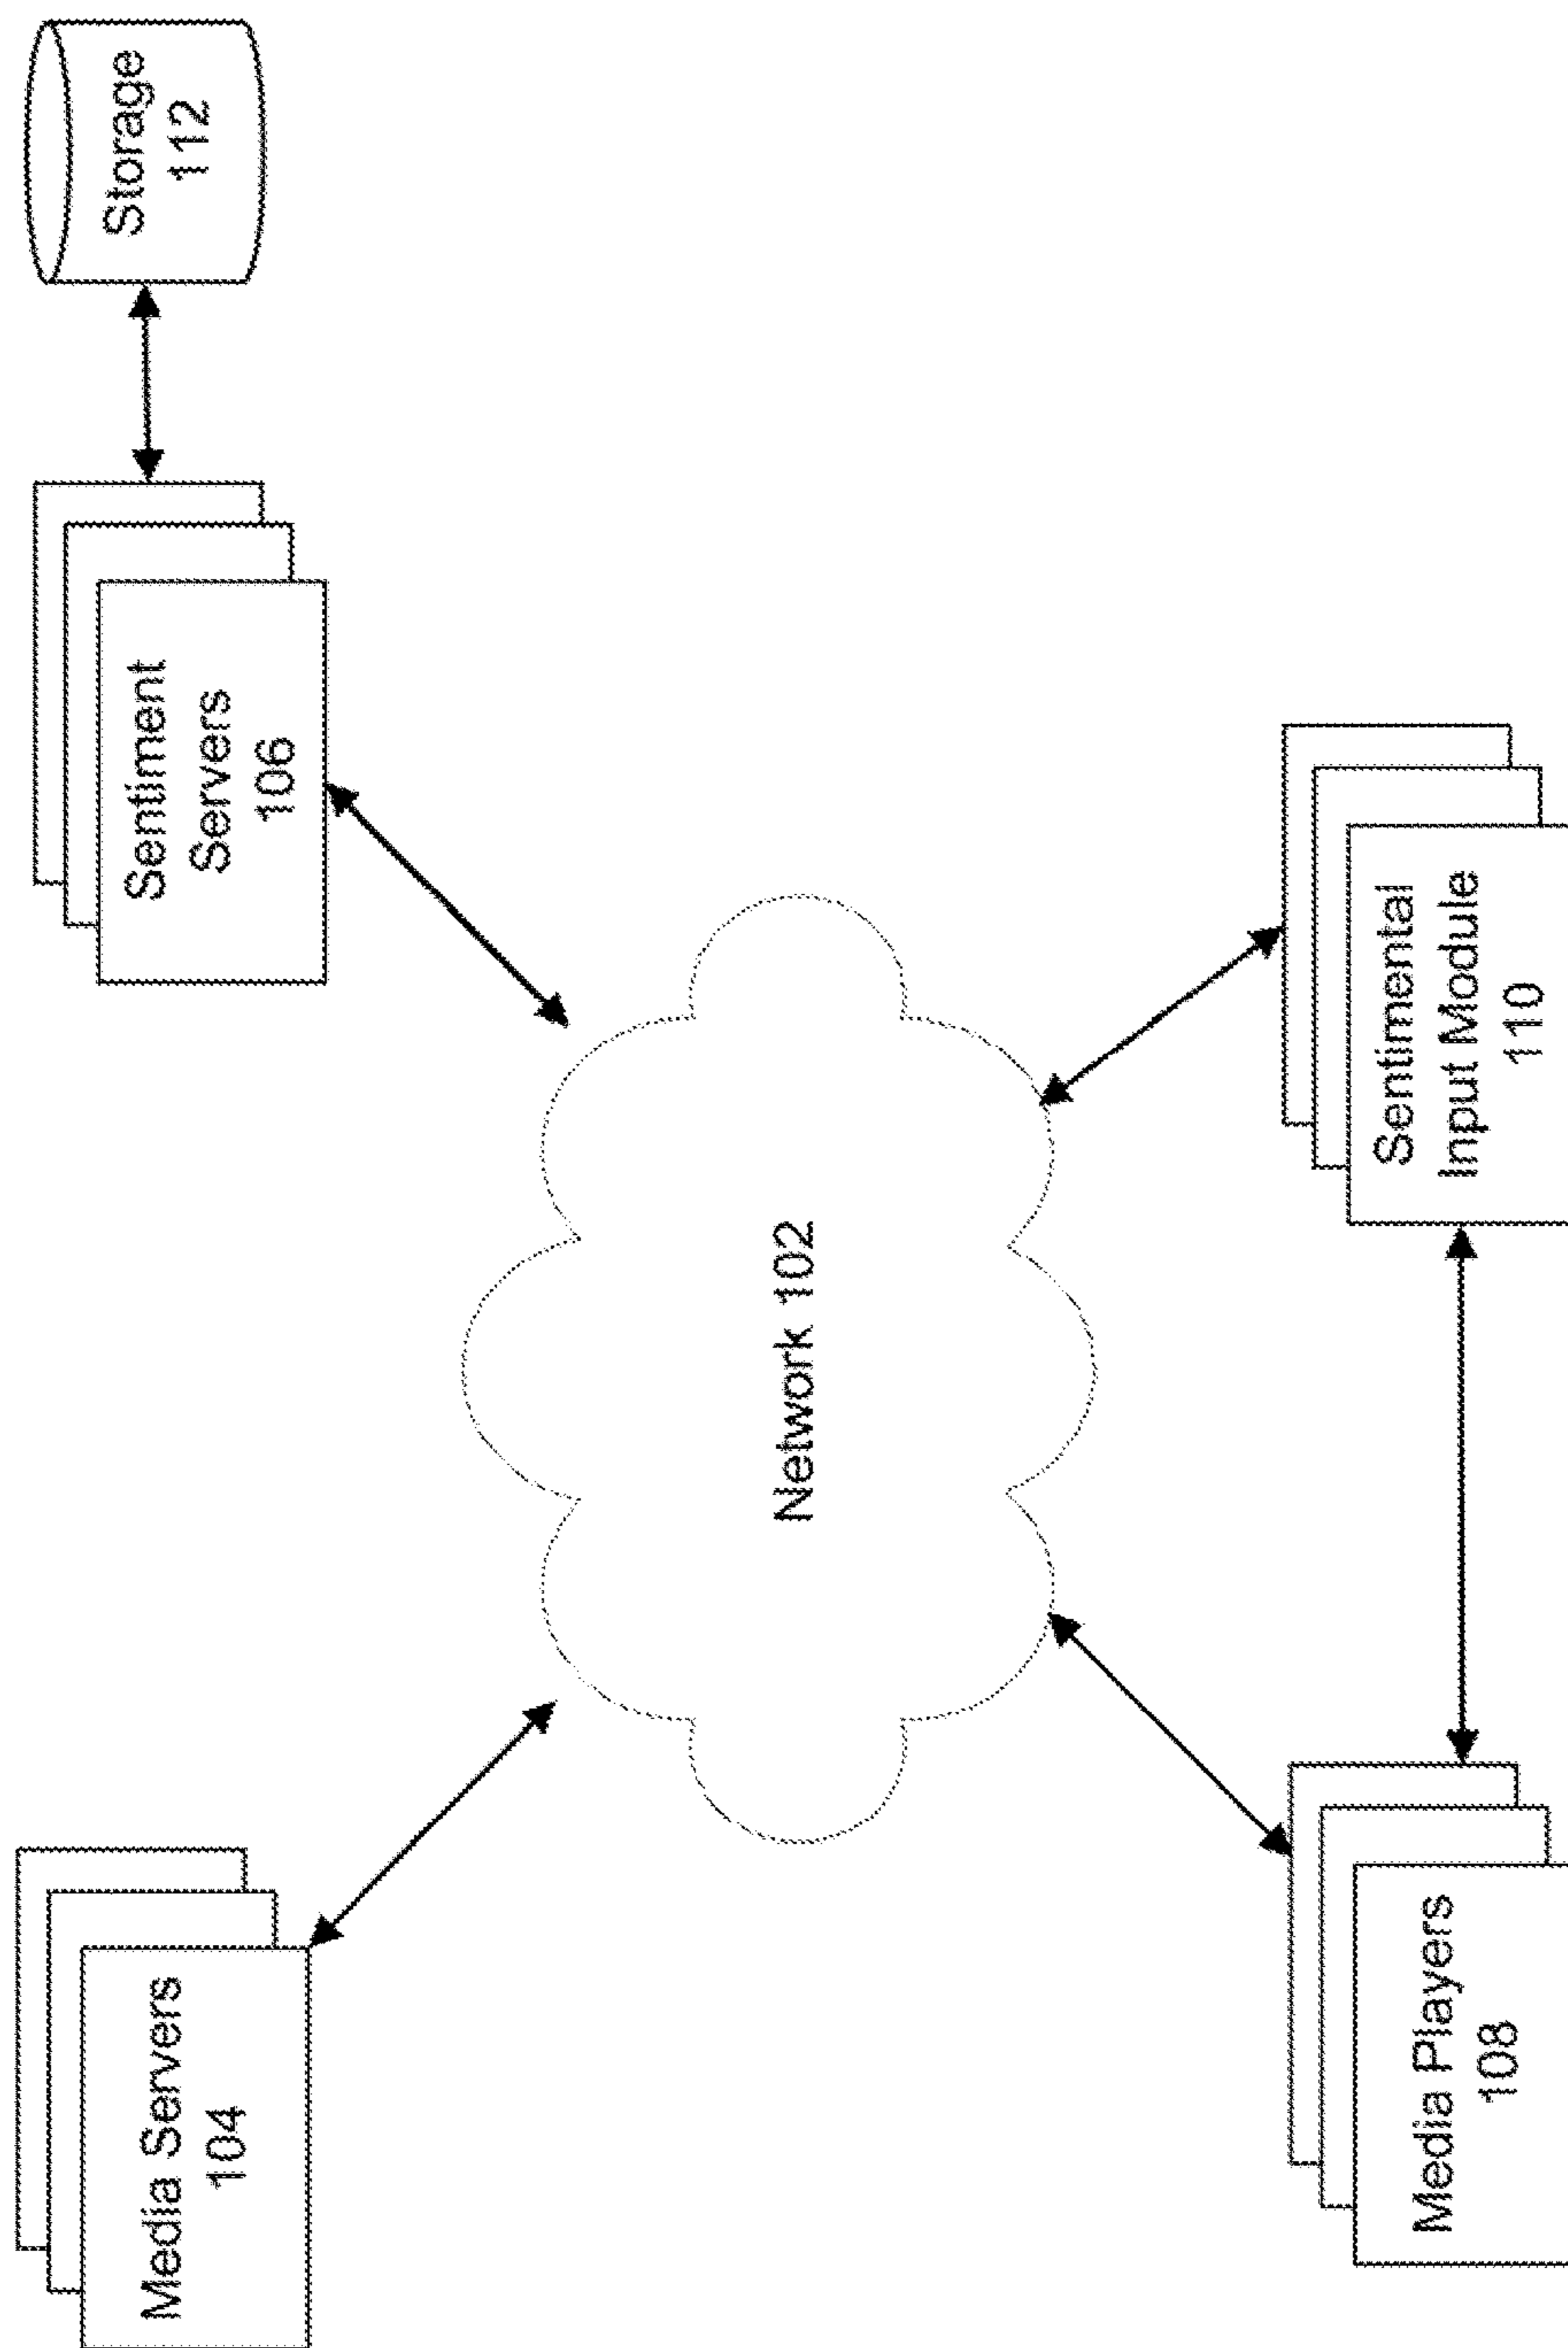 Media Servers
104
Sentiment
Servers
106
Storage
112
Network 102
Media Players
108
Sentimental
Input Module
110